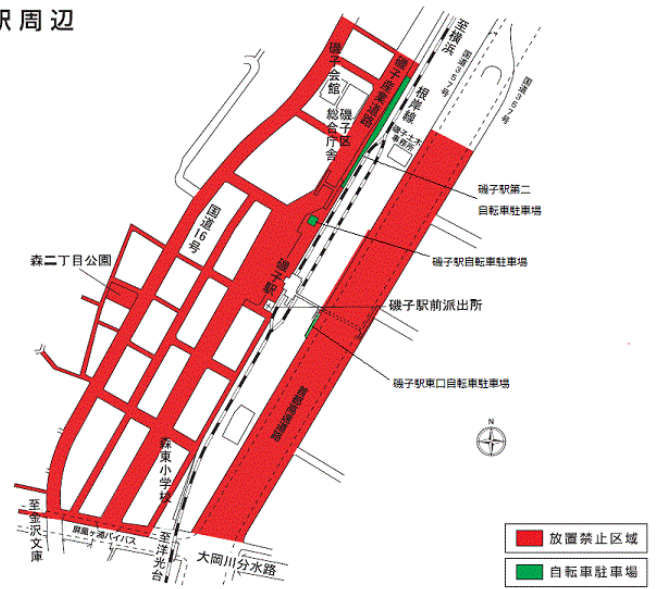 駅周辺
至横浜
国道357号
国道357号
根岸線
磯子産業道路
磯子会館
磯子区
総合庁舎
磯子土木
事務所
磯子駅第二
自転車駐車場
国道16号
磯子駅自転車駐車場
森二丁目公園
磯子駅
磯子駅前派出所
磯子駅東口自転車駐車場
首都高速道路
N
森東小学校
至金沢文庫
屏風ヶ浦バイパス
至洋光台
大岡川分水路
放置禁止区域
自転車駐車場